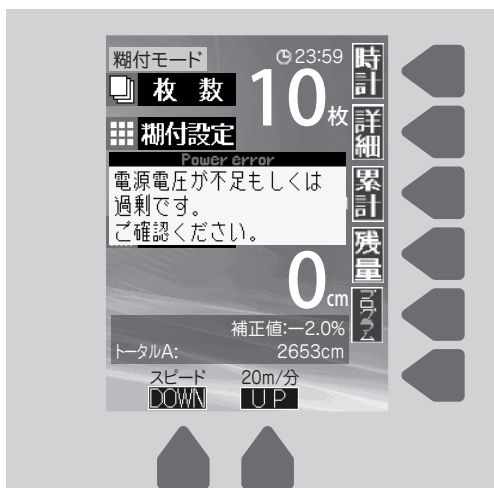 糊付モード 23:59
枚 数
10枚
糊付設定
Power error
電源電圧が不足もしくは
過剰です。
ご確認ください。
0cm
補正値:ー2.0%
トータルA: 2653cm
スピード 20m/分
DOWN UP
時計
詳細
累計
残量
プログラム